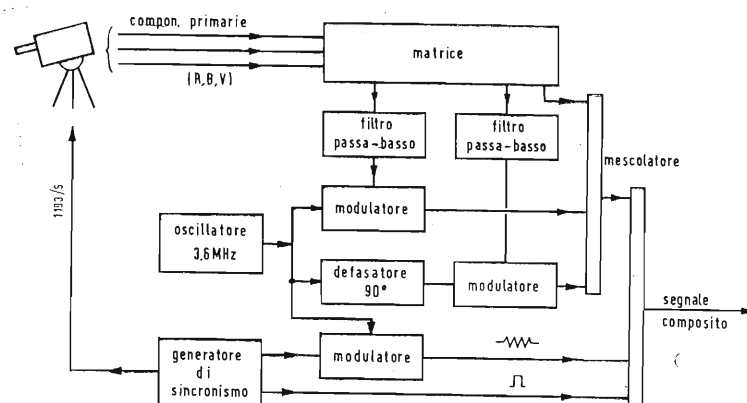 compon. primarie
(R,B,V)
matrice
filtro
passa-basso
filtro
passa-basso
mescolatore
modulatore
oscillatore
3,6MHz
defasatore
90°
modulatore
segnale
composito
modulatore
generatore
di
sincronismo